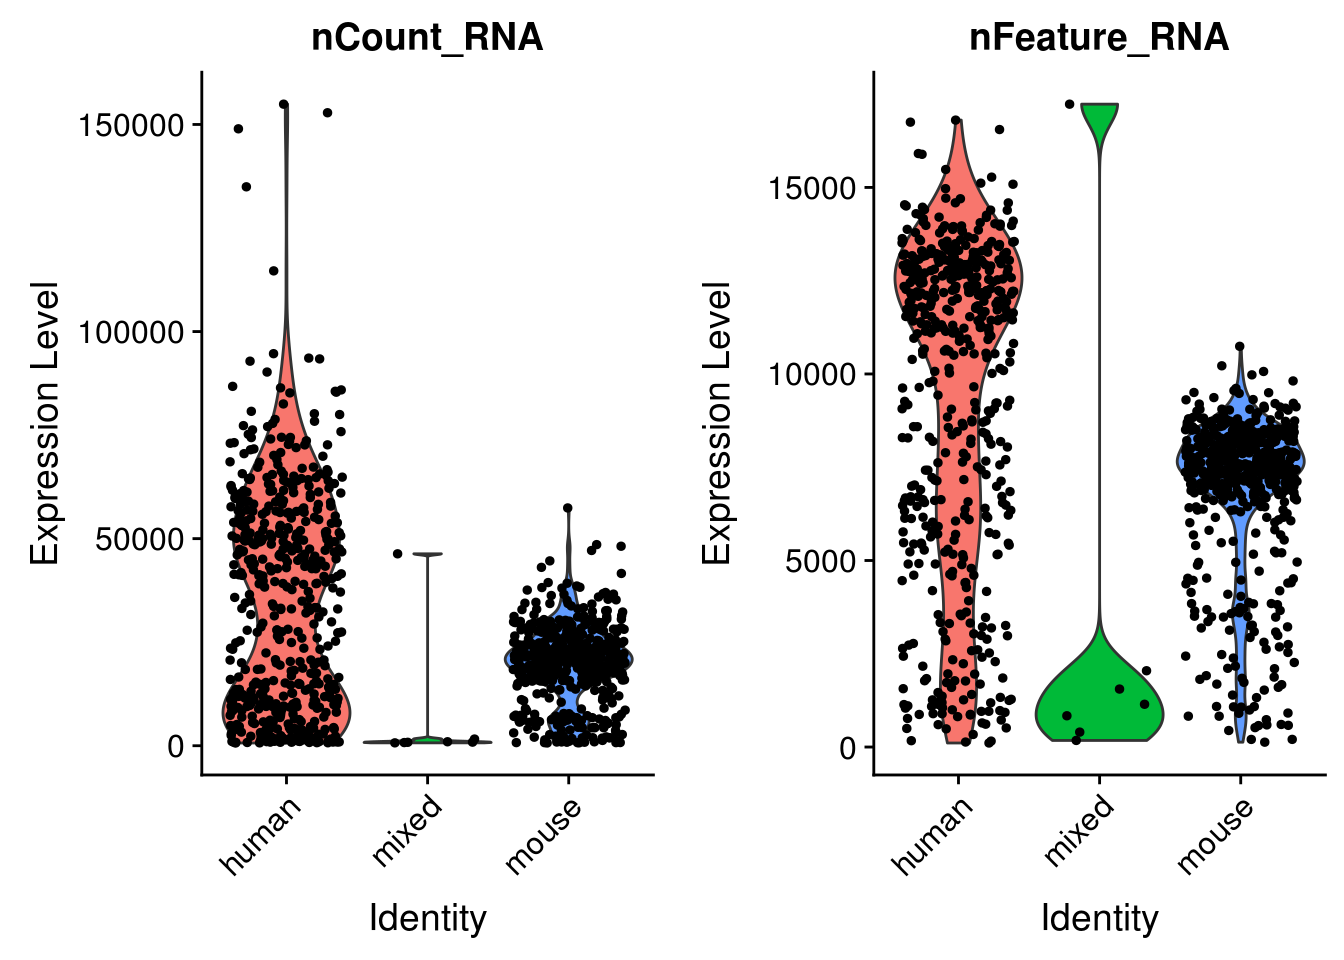 nCount_RNA
Expression Level
150000
100000
50000
0
human
mixed
mouse
Identity
nFeature_RNA
Expression Level
15000
10000
5000
0
human
mixed
mouse
Identity